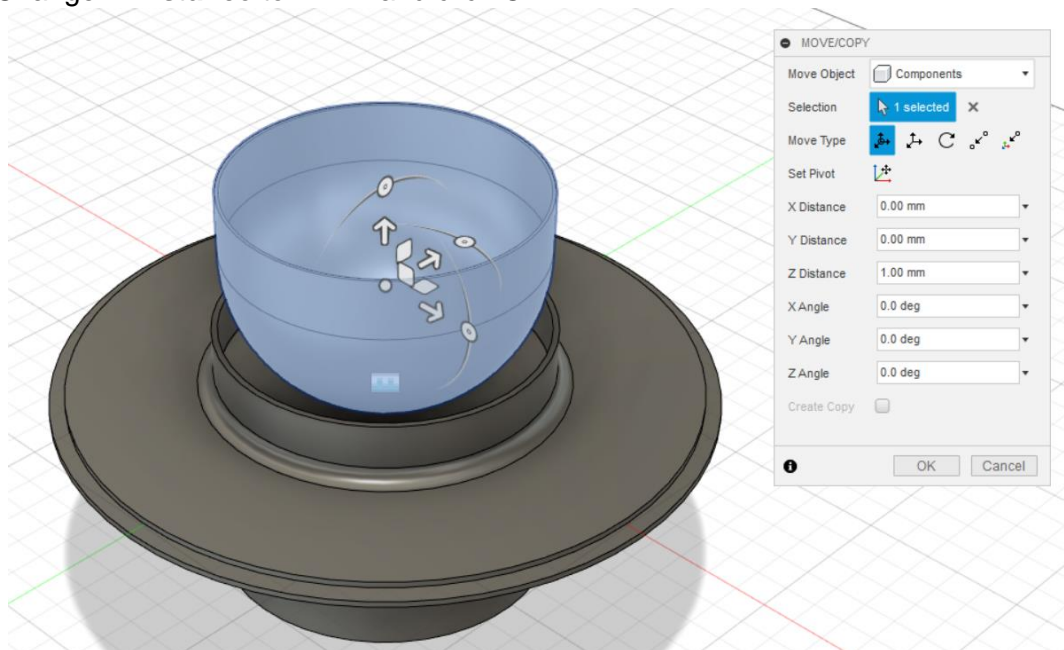 MOVE/COPY
Move Object Components
Selection 1 selected
Move Type
Set Pivot
X Distance 0.00 mm
Y Distance 0.00 mm
Z Distance 1.00 mm
X Angle 0.0 deg
Y Angle 0.0 deg
Z Angle 0.0 deg
Create Copy
OK Cancel